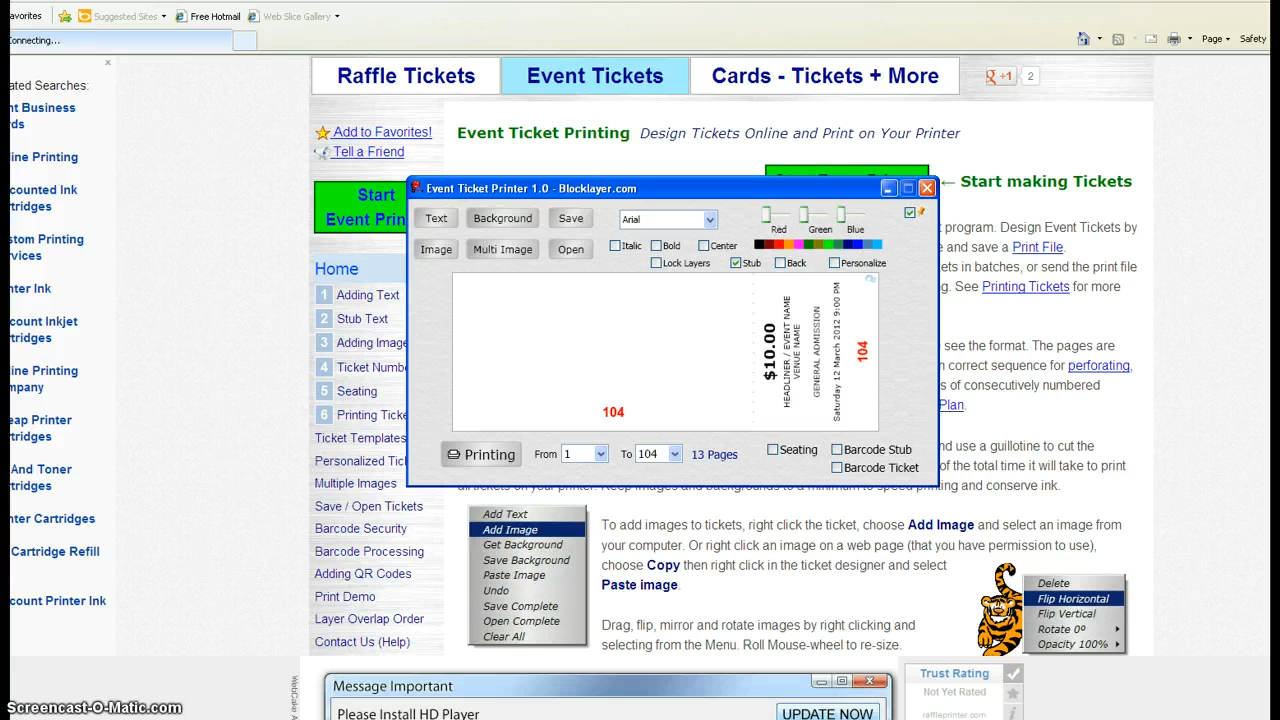 avorites
Suggested Sites
Free Hotmail
Web Slice Gallery
onnecting...
Page
Safety
x
ated Searches:
nt Business
rds
line Printing
counted Ink
rtridges
stom Printing
rvices
nter Ink
count Inkjet
rtridges
line Printing
mpany
eap Printer
rtridges
And Toner
rtridges
nter Cartridges
Cartridge Refill
count Printer Ink
Raffle Tickets
Event Tickets
Cards - Tickets + More
g +1
2
Add to Favorites!
Tell a Friend
Event Ticket Printing
Design Tickets Online and Print on Your Printer
← Start making Tickets
Start
Event Prin
Home
1 Adding Text
2 Stub Text
3 Adding Image
4 Ticket Numbe
5 Seating
6 Printing Ticke
Ticket Templates
Personalized Ticke
Multiple Images
Save / Open Tickets
Barcode Security
Barcode Processing
Adding QR Codes
Print Demo
Layer Overlap Order
Contact Us (Help)
Event Ticket Printer 1.0 - Blocklayer.com
Text
Background
Save
Arial
Red
Green
Blue
Image
Multi Image
Open
Italic
Bold
Center
Lock Layers
Stub
Back
Personalize
104
$10.00
HEADLINER / EVENT NAME
VENUE NAME
GENERAL ADMISSION
Saturday 12 March 2012 9:00 PM
104
Printing
From 1
To 104
13 Pages
Seating
Barcode Stub
Barcode Ticket
program. Design Event Tickets by
e and save a Print File.
ets in batches, or send the print file
g. See Printing Tickets for more
see the format. The pages are
n correct sequence for perforating,
s of consecutively numbered
Plan.
and use a guillotine to cut the
of the total time it will take to print
all tickets on your printer. Keep images and backgrounds to a minimum to speed printing and conserve ink.
Add Text
Add Image
Get Background
Save Background
Paste Image
Undo
Save Complete
Open Complete
Clear All
To add images to tickets, right click the ticket, choose Add Image and select an image from
your computer. Or right click an image on a web page (that you have permission to use),
choose Copy then right click in the ticket designer and select
Paste image.
Drag, flip, mirror and rotate images by right clicking and
selecting from the Menu. Roll Mouse-wheel to re-size.
Delete
Flip Horizontal
Flip Vertical
Rotate 0º
Opacity 100%
Message Important
Please Install HD Player
UPDATE NOW
Trust Rating
Not Yet Rated
raffleprinter.com
Screencast-O-Matic.com